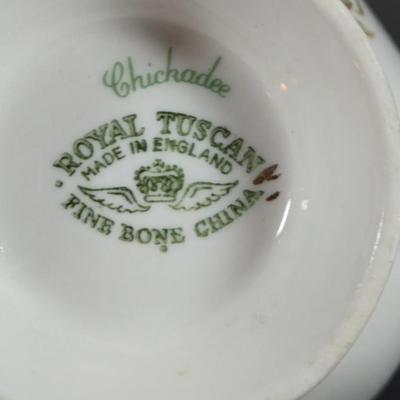 Chickadee
ROYAL TUSCAN
MADE IN ENGLAND
FINE BONE CHINA